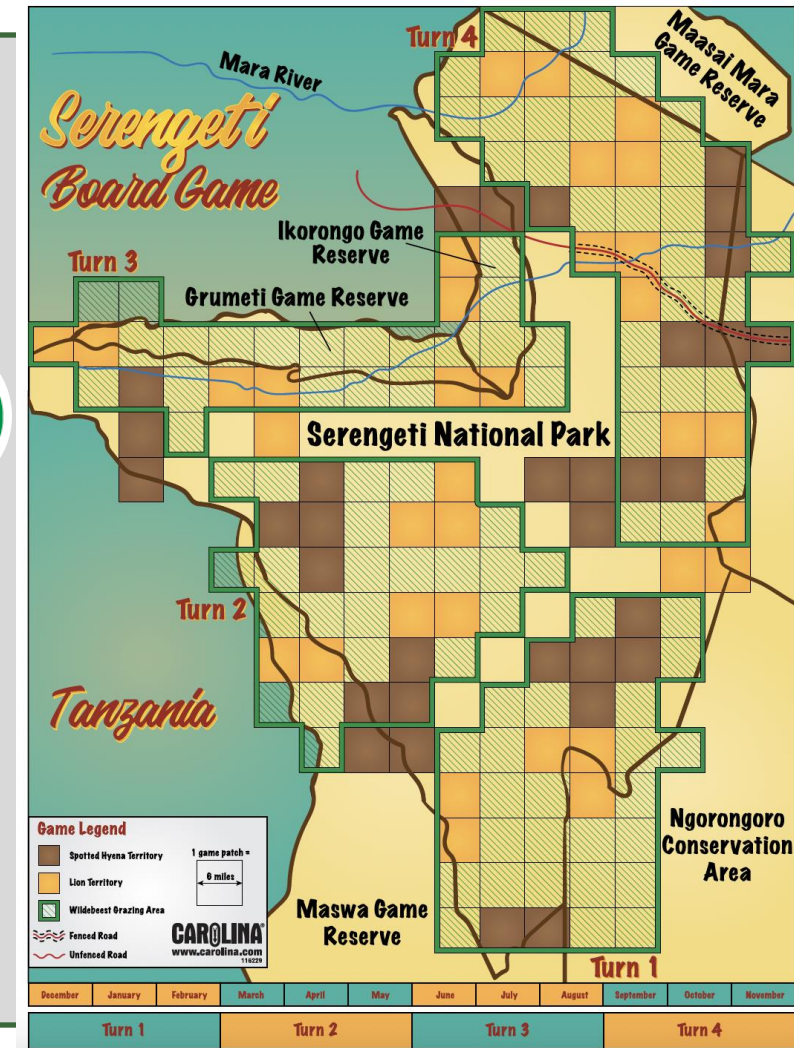 Turn 4
Maasai Mara
Game Reserve
Mara River
Serengeti
Board Game
Ikorongo Game
Reserve
Turn 3
Grumeti Game Reserve
Serengeti National Park
Turn 2
Tanzania
Ngorongoro
Conservation
Area
Maswa Game
Reserve
Turn 1
Game Legend
Spotted Hyena Territory
Lion Territory
Wildebeest Grazing Area
Fenced Road
Unfenced Road
1 game patch =
6 miles
CAROLINA
www.carolina.com
116229
December January February March April May June July August September October November
Turn 1 Turn 2 Turn 3 Turn 4